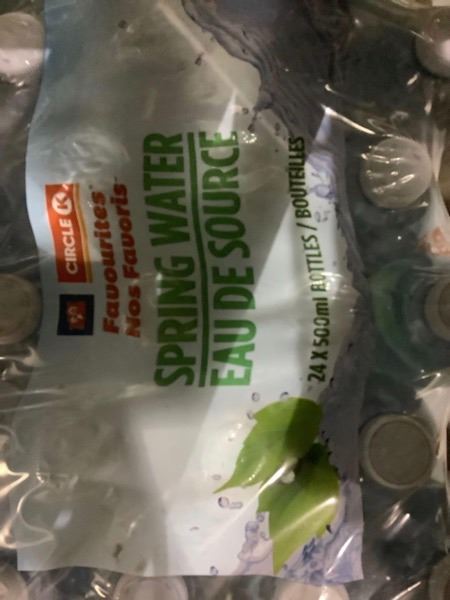 CIRCLE K
Favourites
Nos Favoris
SPRING WATER
EAU DE SOURCE
24 X 500ml BOTTLES / BOUTEILLES